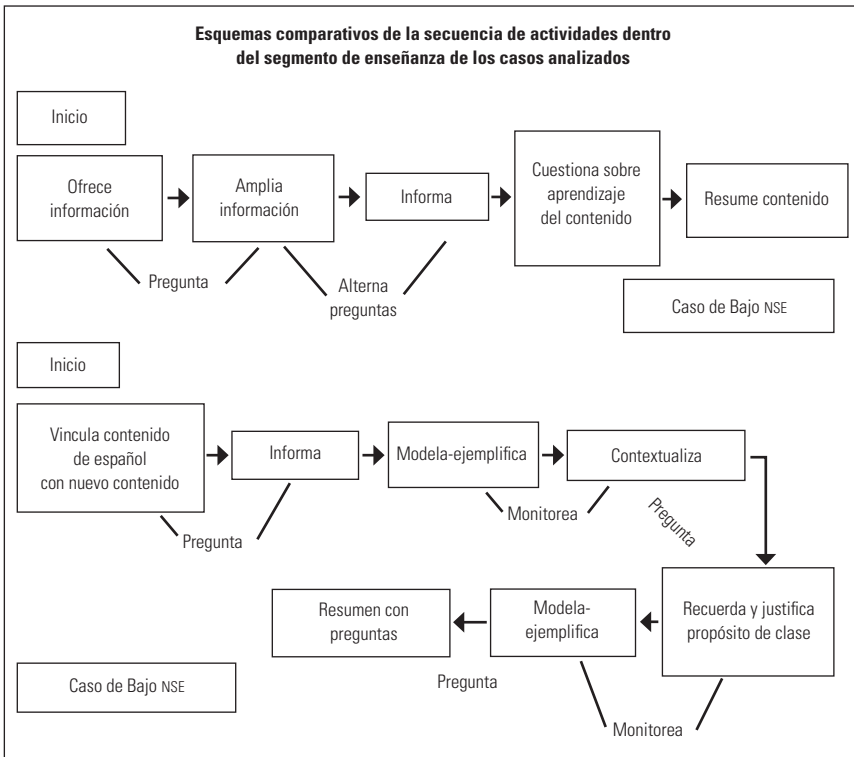 Esquemas comparativos de la secuencia de actividades dentro
del segmento de enseñanza de los casos analizados
Inicio
Ofrece
información
Amplia
información
Informa
Cuestiona sobre
aprendizaje
del contenido
Resume contenido
Pregunta
Alterna
preguntas
Caso de Bajo NSE
Inicio
Vincula contenido
de español
con nuevo contenido
Informa
Modela-ejemplifica
Contextualiza
Pregunta
Monitorea
Pregunta
Resumen con
preguntas
Modela-
ejemplifica
Recuerda y justifica
propósito de clase
Caso de Bajo NSE
Pregunta
Monitorea